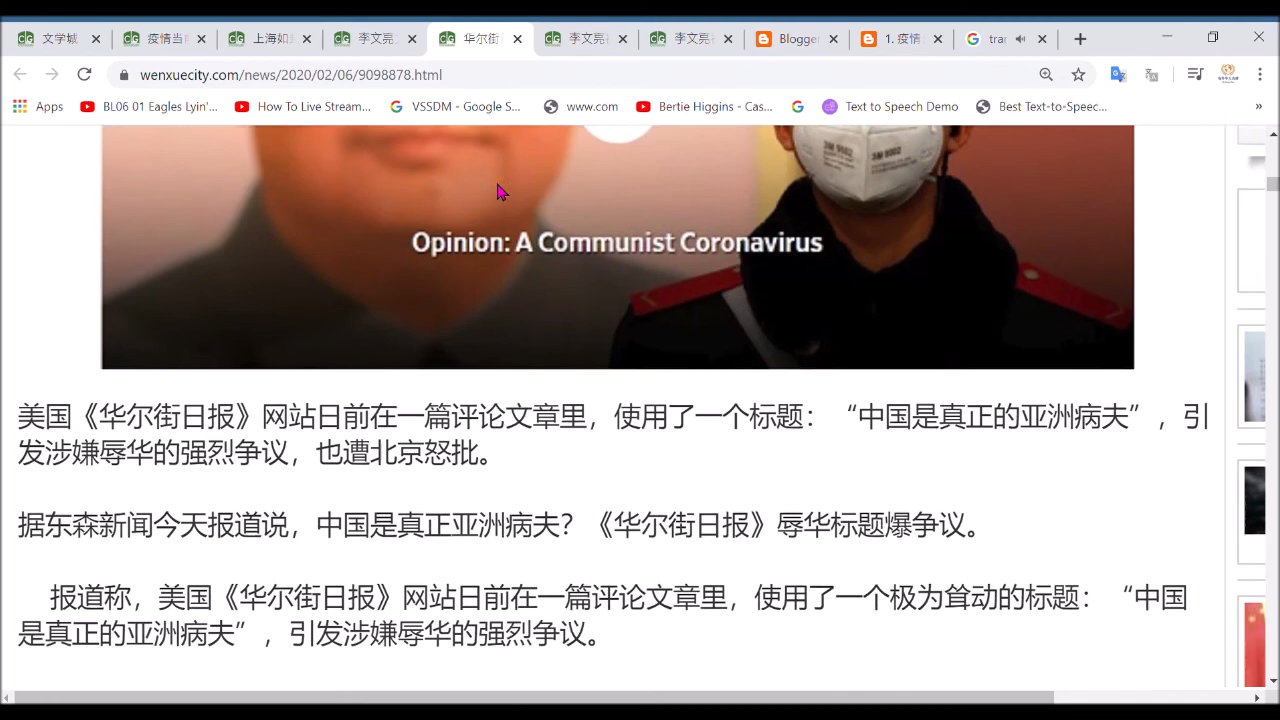 文学城
疫情当
上海如
李文亮
华尔街
李文亮
李文亮
Blogger
1. 疫情
tran
wenxuecity.com/news/2020/02/06/9098878.html
Apps
BL06 01 Eagles Lyin'...
How To Live Stream...
VSSDM - Google S...
www.com
Bertie Higgins - Cas...
Text to Speech Demo
Best Text-to-Speec...
»
3M 9002
Opinion: A Communist Coronavirus
美国《华尔街日报》网站日前在一篇评论文章里，使用了一个标题：“中国是真正的亚洲病夫”，引
发涉嫌辱华的强烈争议，也遭北京怒批。
据东森新闻今天报道说，中国是真正亚洲病夫？《华尔街日报》辱华标题爆争议。
报道称，美国《华尔街日报》网站日前在一篇评论文章里，使用了一个极为耸动的标题：“中国
是真正的亚洲病夫”，引发涉嫌辱华的强烈争议。